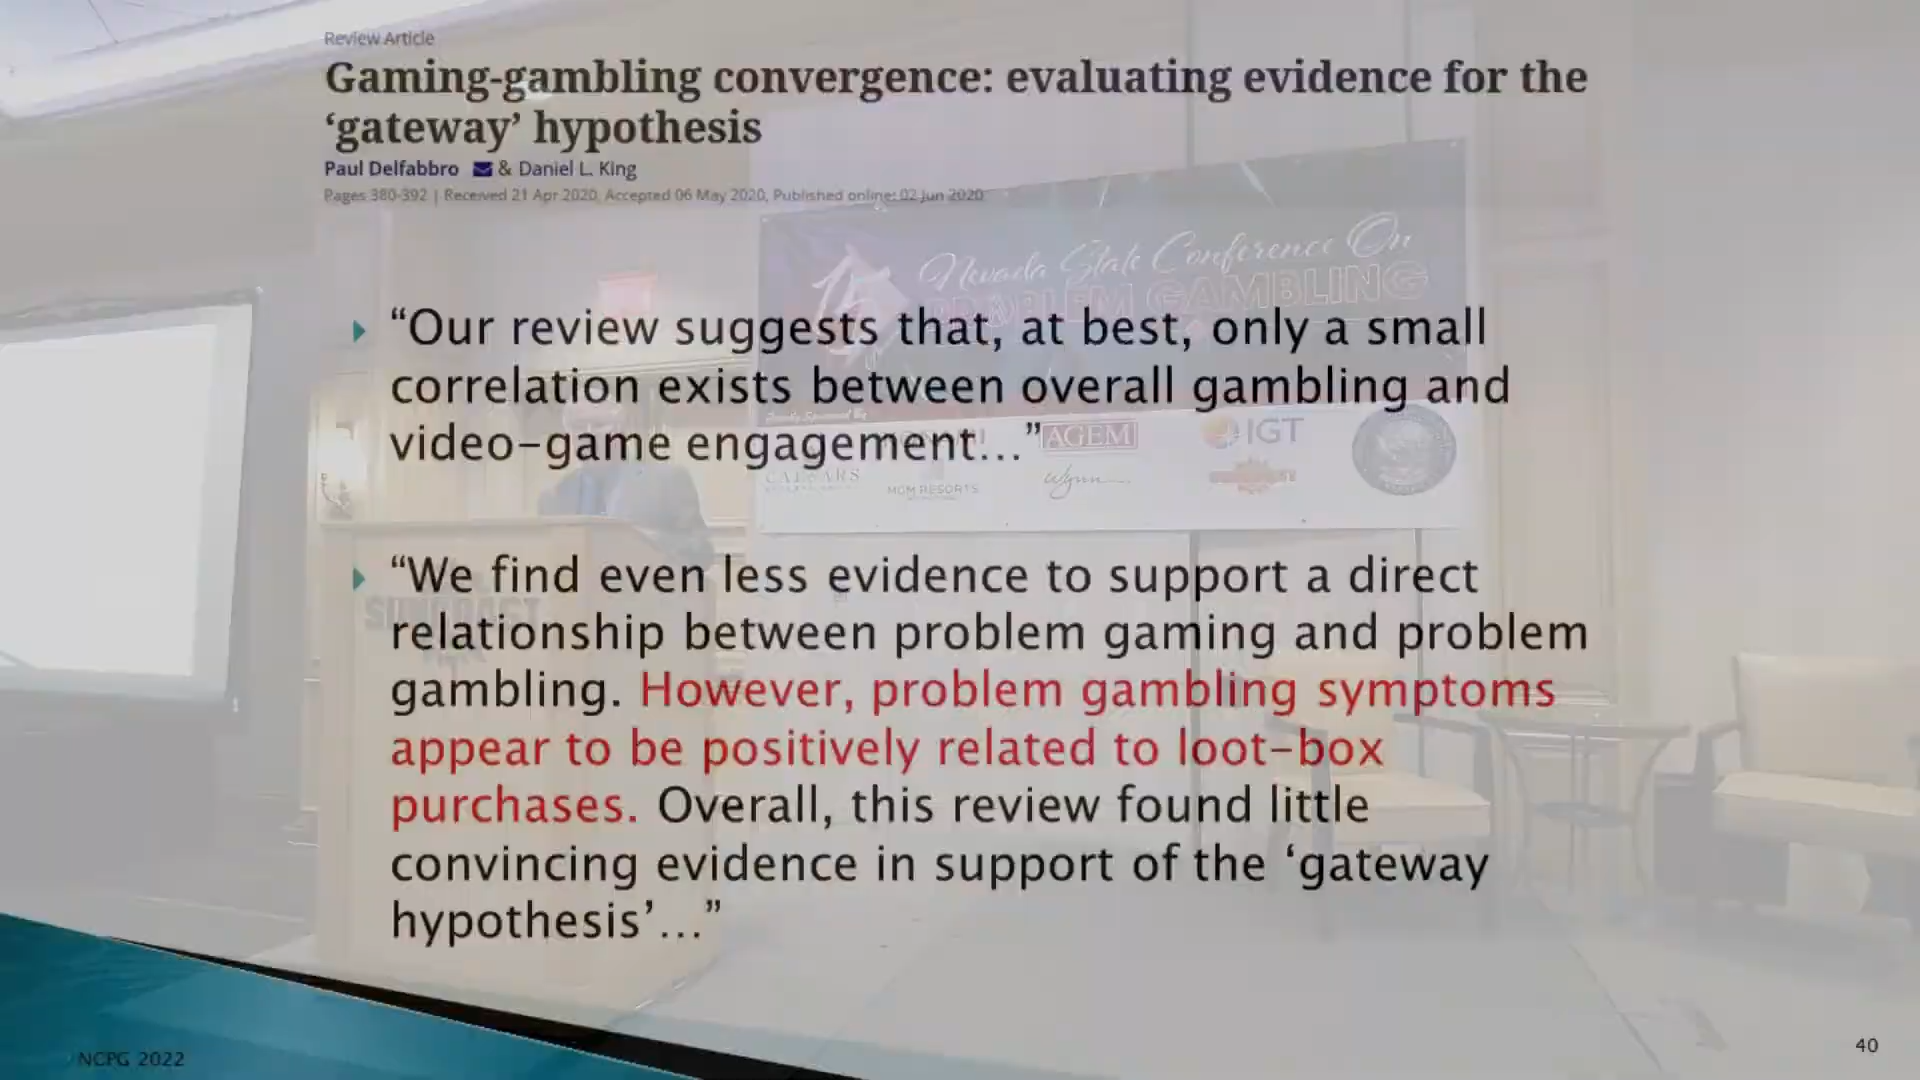 Review Article
Gaming-gambling convergence: evaluating evidence for the
‘gateway’ hypothesis
Paul Delfabbro & Daniel L. King
Pages 380-392 | Received 21 Apr 2020, Accepted 06 May 2020, Published online: 02 Jun 2020
Nevada State Conference On
PROBLEM GAMBLING
“Our review suggests that, at best, only a small
correlation exists between overall gambling and
video-game engagement…”
AGEM
IGT
CAESARS
MGM RESORTS
Wynn
“We find even less evidence to support a direct
SUNCOAST
relationship between problem gaming and problem
gambling. However, problem gambling symptoms
appear to be positively related to loot-box
purchases. Overall, this review found little
convincing evidence in support of the ‘gateway
hypothesis’…”
NCPG 2022
40